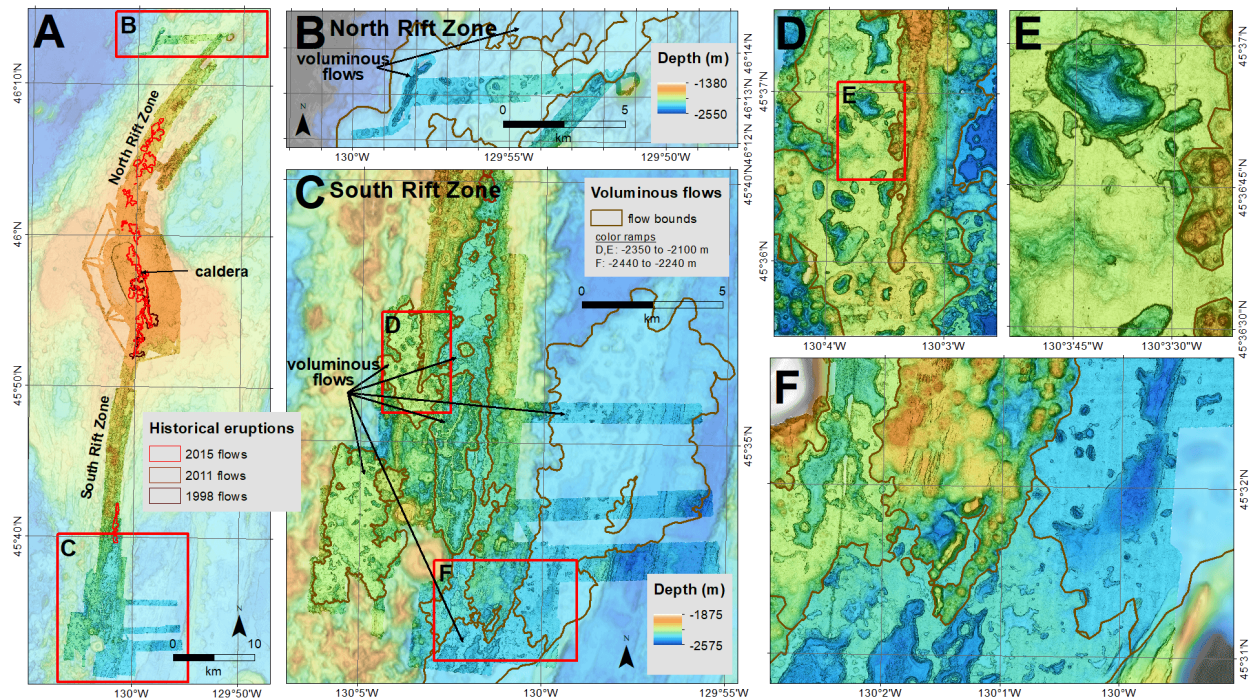 A
B
46°10'N
North Rift Zone
46°N
caldera
45°50'N
South Rift Zone
Historical eruptions
2015 flows
2011 flows
1998 flows
45°40'N
C
N
0
10
km
130°W
129°50'W
B
North Rift Zone
voluminous
flows
Depth (m)
-1380
-2550
N
0
5
km
46°14'N
46°13'N
46°12'N
130°W
129°55'W
129°50'W
C
South Rift Zone
45°40'N
Voluminous flows
flow bounds
color ramps
D,E: -2350 to -2100 m
F: -2440 to -2240 m
0
5
km
D
voluminous
flows
45°35'N
F
Depth (m)
-1875
-2575
N
130°5'W
130°W
129°55'W
D
45°37'N
E
45°36'N
130°4'W
130°3'W
E
45°37'N
45°36'45"N
45°36'30"N
130°3'45"W
130°3'30"W
F
45°32'N
45°31'N
130°2'W
130°1'W
130°W